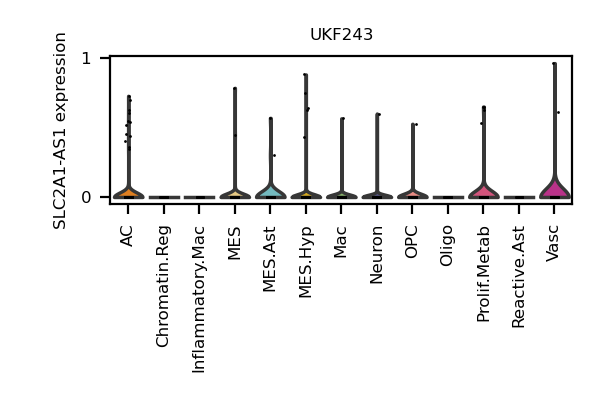 UKF243
SLC2A1-AS1 expression
1
0
AC
Chromatin.Reg
Inflammatory.Mac
MES
MES.Ast
MES.Hyp
Mac
Neuron
OPC
Oligo
Prolif.Metab
Reactive.Ast
Vasc